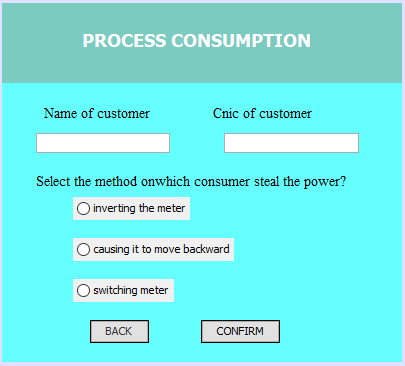 PROCESS CONSUMPTION
Name of customer Cnic of customer
Select the method onwhich consumer steal the power?
inverting the meter
causing it to move backward
switching meter
BACK CONFIRM